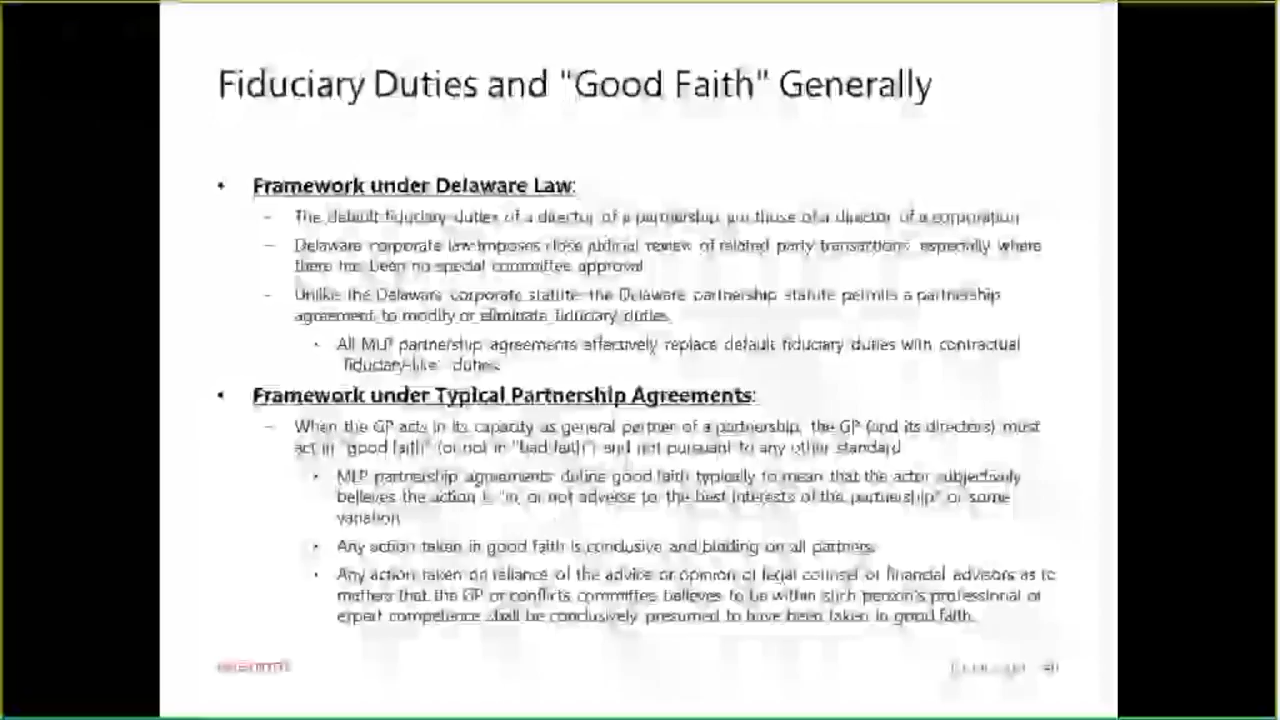 Fiduciary Duties and "Good Faith" Generally
• Framework under Delaware Law:
– The default fiduciary duties of a director of a partnership are those of a director of a corporation
– Delaware corporate law imposes close judicial review of related party transactions, especially where
there has been no special committee approval
– Unlike the Delaware corporate statute, the Delaware partnership statute permits a partnership
agreement to modify or eliminate fiduciary duties
• All MLP partnership agreements effectively replace default fiduciary duties with contractual
"fiduciary-like" duties
• Framework under Typical Partnership Agreements:
– When the GP acts in its capacity as general partner of a partnership, the GP (and its directors) must
act in "good faith" (or not in "bad faith") and not pursuant to any other standard
• MLP partnership agreements define good faith typically to mean that the actor subjectively
believes the action is "in, or not adverse to, the best interests of the partnership" or some
variation
• Any action taken in good faith is conclusive and binding on all partners.
• Any action taken on reliance of the advice or opinion of legal counsel or financial advisors as to
matters that the GP or conflicts committee believes to be within such person's professional or
expert competence shall be conclusively presumed to have been taken in good faith.